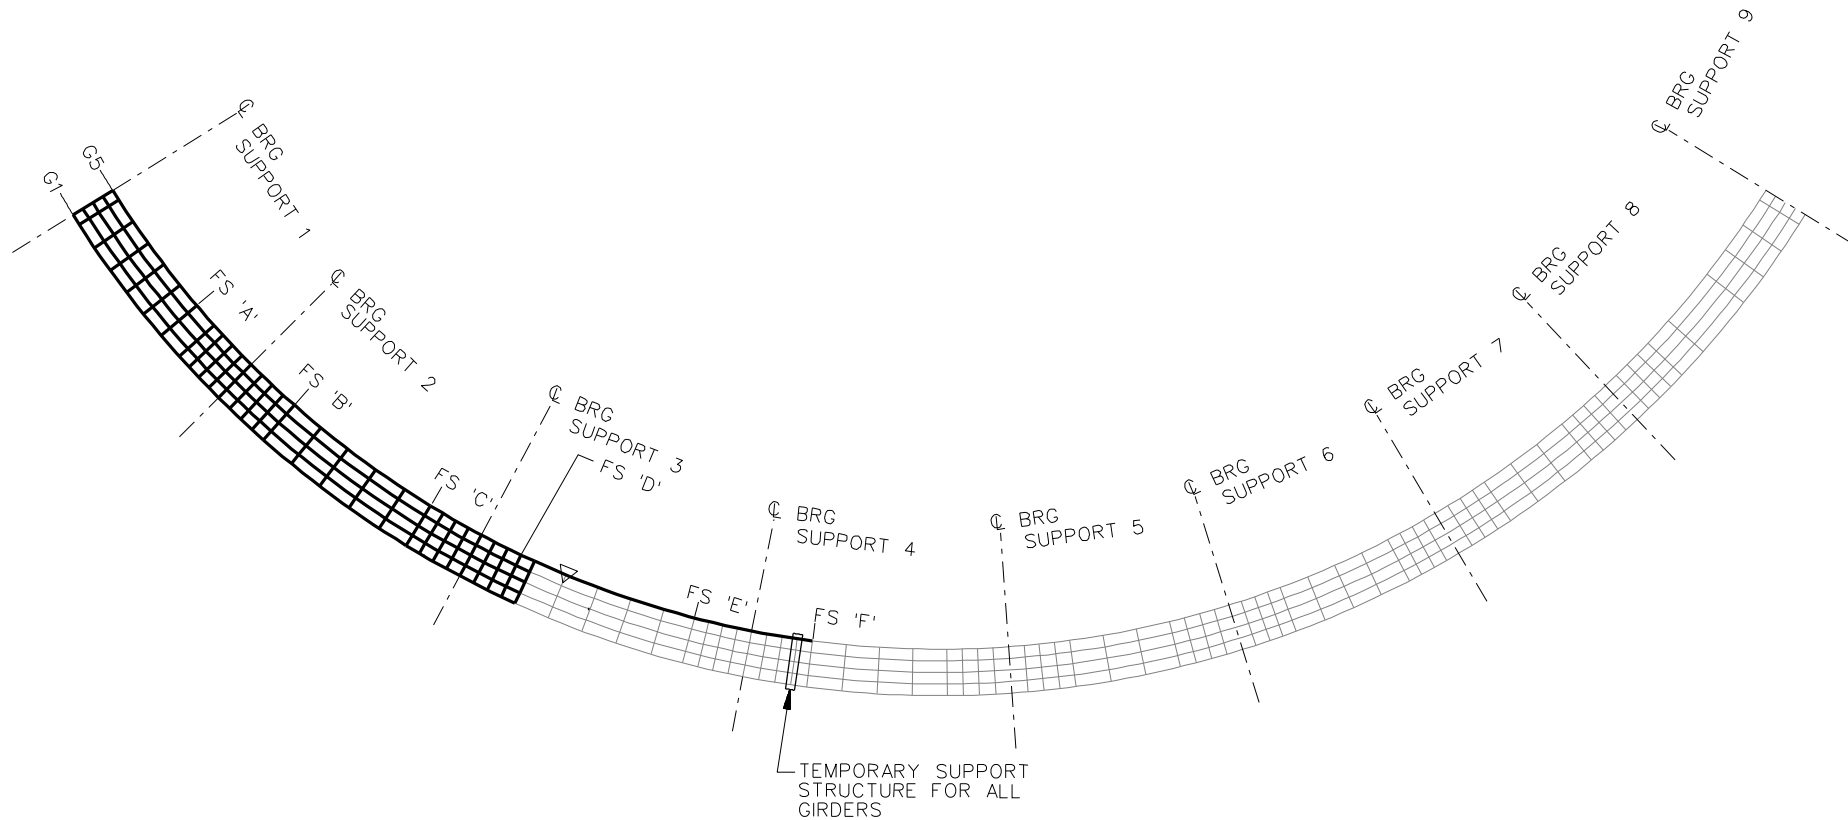 ℄ BRG
SUPPORT 1
G5
G1
FS 'A'
℄ BRG
SUPPORT 2
FS 'B'
℄ BRG
SUPPORT 3
FS 'C'
FS 'D'
℄ BRG
SUPPORT 4
FS 'E'
FS 'F'
℄ BRG
SUPPORT 5
℄ BRG
SUPPORT 6
℄ BRG
SUPPORT 7
℄ BRG
SUPPORT 8
℄ BRG
SUPPORT 9
TEMPORARY SUPPORT
STRUCTURE FOR ALL
GIRDERS